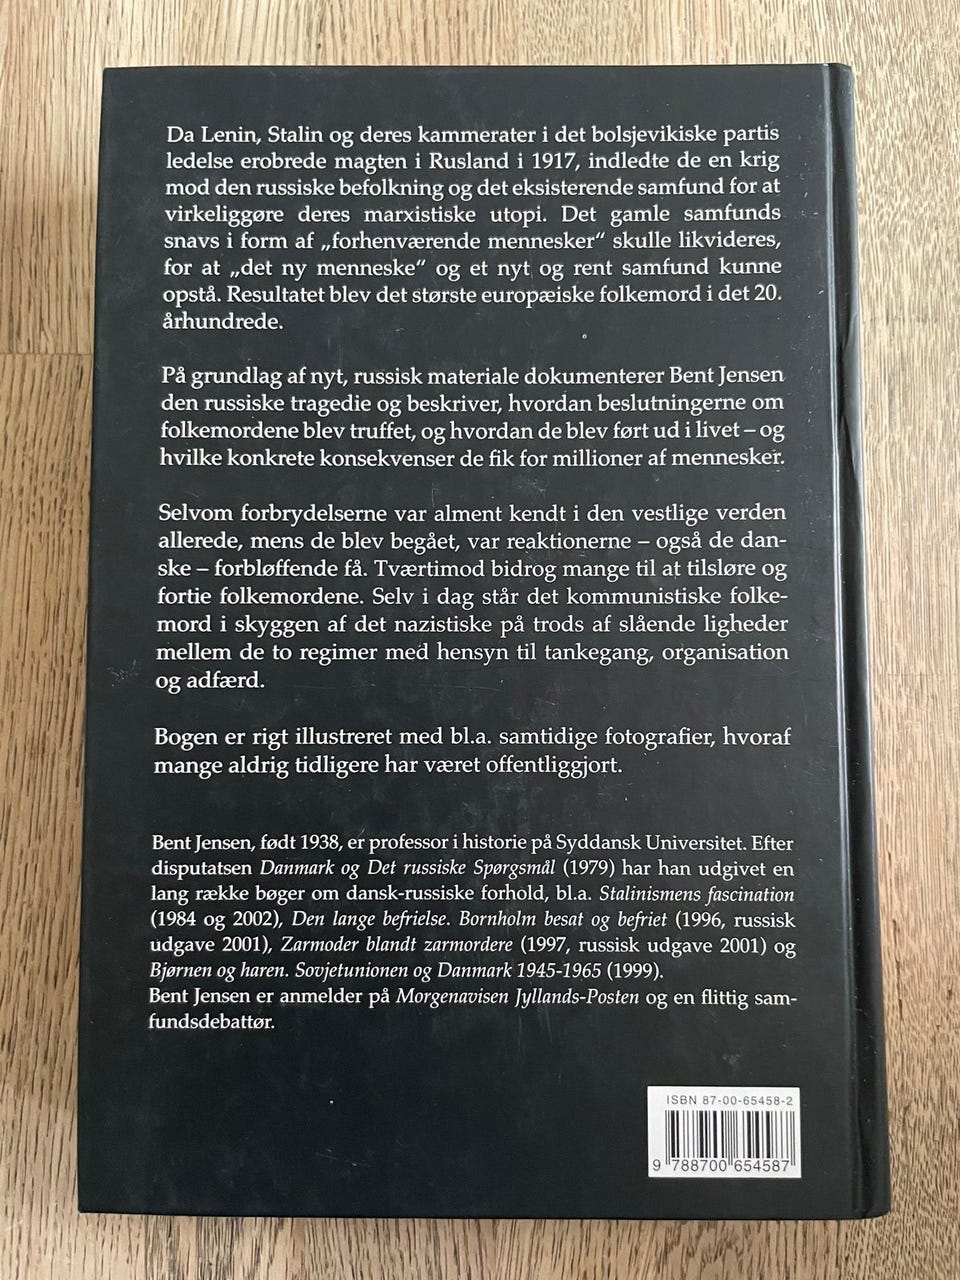 Da Lenin, Stalin og deres kammerater i det bolsjevikiske partis
ledelse erobrede magten i Rusland i 1917, indledte de en krig
mod den russiske befolkning og det eksisterende samfund for at
virkeliggøre deres marxistiske utopi. Det gamle samfunds
snavs i form af „forhenværende mennesker“ skulle likvideres,
for at „det ny menneske“ og et nyt og rent samfund kunne
opstå. Resultatet blev det største europæiske folkemord i det 20.
århundrede.
På grundlag af nyt, russisk materiale dokumenterer Bent Jensen
den russiske tragedie og beskriver, hvordan beslutningerne om
folkemordene blev truffet, og hvordan de blev ført ud i livet – og
hvilke konkrete konsekvenser de fik for millioner af mennesker.
Selvom forbrydelserne var alment kendt i den vestlige verden
allerede, mens de blev begået, var reaktionerne – også de dan-
ske – forbløffende få. Tværtimod bidrog mange til at tilsløre og
fortie folkemordene. Selv i dag står det kommunistiske folke-
mord i skyggen af det nazistiske på trods af slående ligheder
mellem de to regimer med hensyn til tankegang, organisation
og adfærd.
Bogen er rigt illustreret med bl.a. samtidige fotografier, hvoraf
mange aldrig tidligere har været offentliggjort.
Bent Jensen, født 1938, er professor i historie på Syddansk Universitet. Efter
disputatsen Danmark og Det russiske Spørgsmål (1979) har han udgivet en
lang række bøger om dansk-russiske forhold, bl.a. Stalinismens fascination
(1984 og 2002), Den lange befrielse. Bornholm besat og befriet (1996, russisk
udgave 2001), Zarmoder blandt zarmordere (1997, russisk udgave 2001) og
Bjørnen og haren. Sovjetunionen og Danmark 1945-1965 (1999).
Bent Jensen er anmelder på Morgenavisen Jyllands-Posten og en flittig sam-
fundsdebattør.
ISBN 87-00-65458-2
9 788700 654587